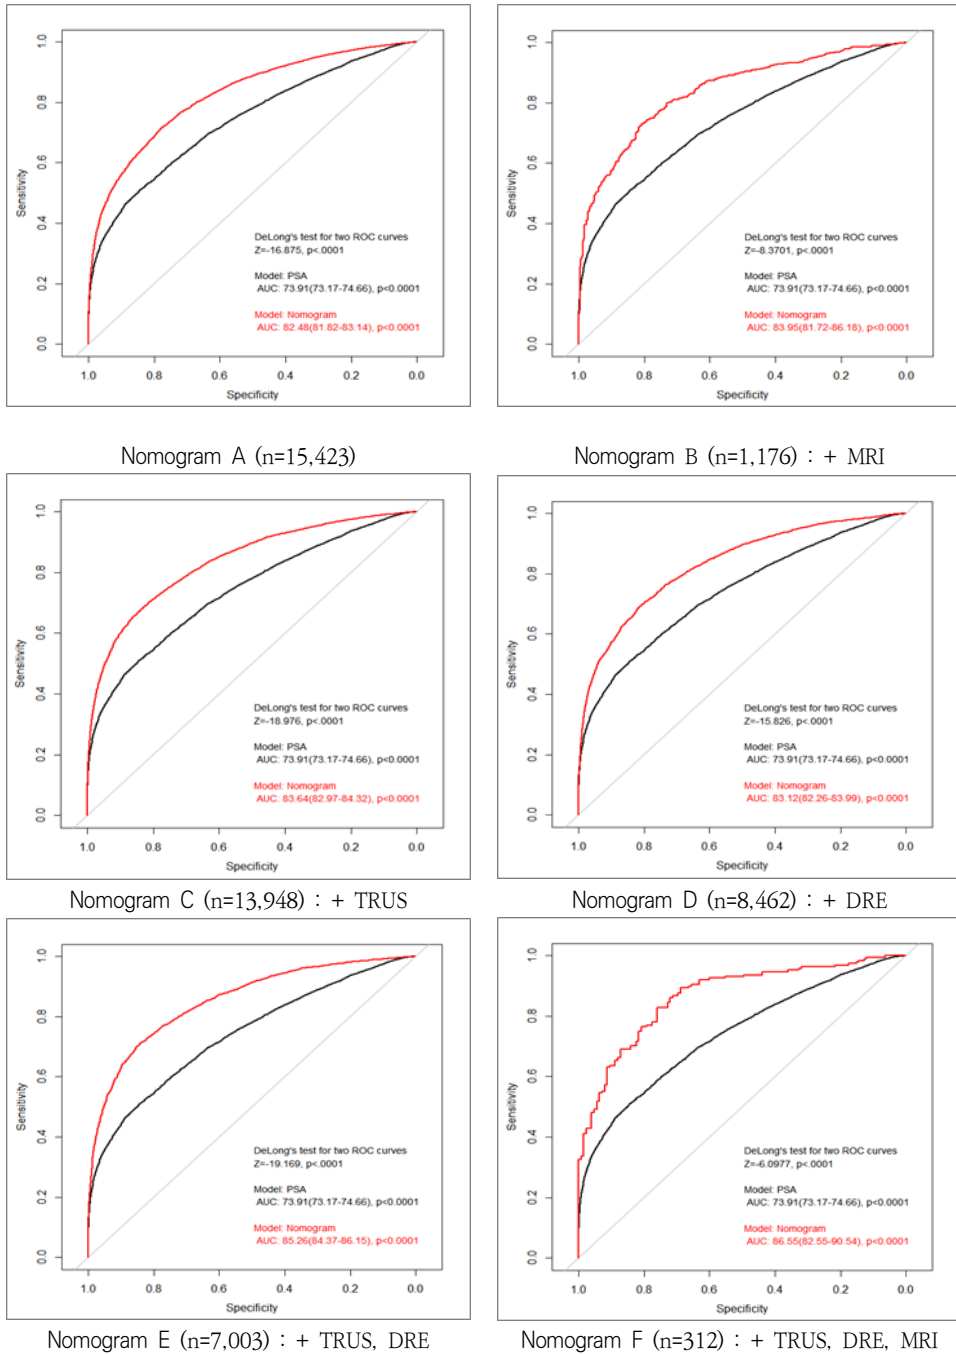 1.0
0.8
0.6
0.4
0.2
0.0
Sensitivity
DeLong's test for two ROC curves
Z=-16.875, p<.0001
Model: PSA
AUC: 73.91(73.17-74.66), p<0.0001
Model: Nomogram
AUC: 82.48(81.82-83.14), p<0.0001
1.0 0.8 0.6 0.4 0.2 0.0
Specificity
Nomogram A (n=15,423)
1.0
0.8
0.6
0.4
0.2
0.0
Sensitivity
DeLong's test for two ROC curves
Z=-8.3701, p<.0001
Model: PSA
AUC: 73.91(73.17-74.66), p<0.0001
Model: Nomogram
AUC: 83.95(81.72-86.18), p<0.0001
1.0 0.8 0.6 0.4 0.2 0.0
Specificity
Nomogram B (n=1,176) : + MRI
1.0
0.8
0.6
0.4
0.2
0.0
Sensitivity
DeLong's test for two ROC curves
Z=-18.976, p<.0001
Model: PSA
AUC: 73.91(73.17-74.66), p<0.0001
Model: Nomogram
AUC: 83.64(82.97-84.32), p<0.0001
1.0 0.8 0.6 0.4 0.2 0.0
Specificity
Nomogram C (n=13,948) : + TRUS
1.0
0.8
0.6
0.4
0.2
0.0
Sensitivity
DeLong's test for two ROC curves
Z=-15.826, p<.0001
Model: PSA
AUC: 73.91(73.17-74.66), p<0.0001
Model: Nomogram
AUC: 83.12(82.26-83.99), p<0.0001
1.0 0.8 0.6 0.4 0.2 0.0
Specificity
Nomogram D (n=8,462) : + DRE
1.0
0.8
0.6
0.4
0.2
0.0
Sensitivity
DeLong's test for two ROC curves
Z=-19.169, p<.0001
Model: PSA
AUC: 73.91(73.17-74.66), p<0.0001
Model: Nomogram
AUC: 85.26(84.37-86.15), p<0.0001
1.0 0.8 0.6 0.4 0.2 0.0
Specificity
Nomogram E (n=7,003) : + TRUS, DRE
1.0
0.8
0.6
0.4
0.2
0.0
Sensitivity
DeLong's test for two ROC curves
Z=-6.0977, p<.0001
Model: PSA
AUC: 73.91(73.17-74.66), p<0.0001
Model: Nomogram
AUC: 86.55(82.55-90.54), p<0.0001
1.0 0.8 0.6 0.4 0.2 0.0
Specificity
Nomogram F (n=312) : + TRUS, DRE, MRI